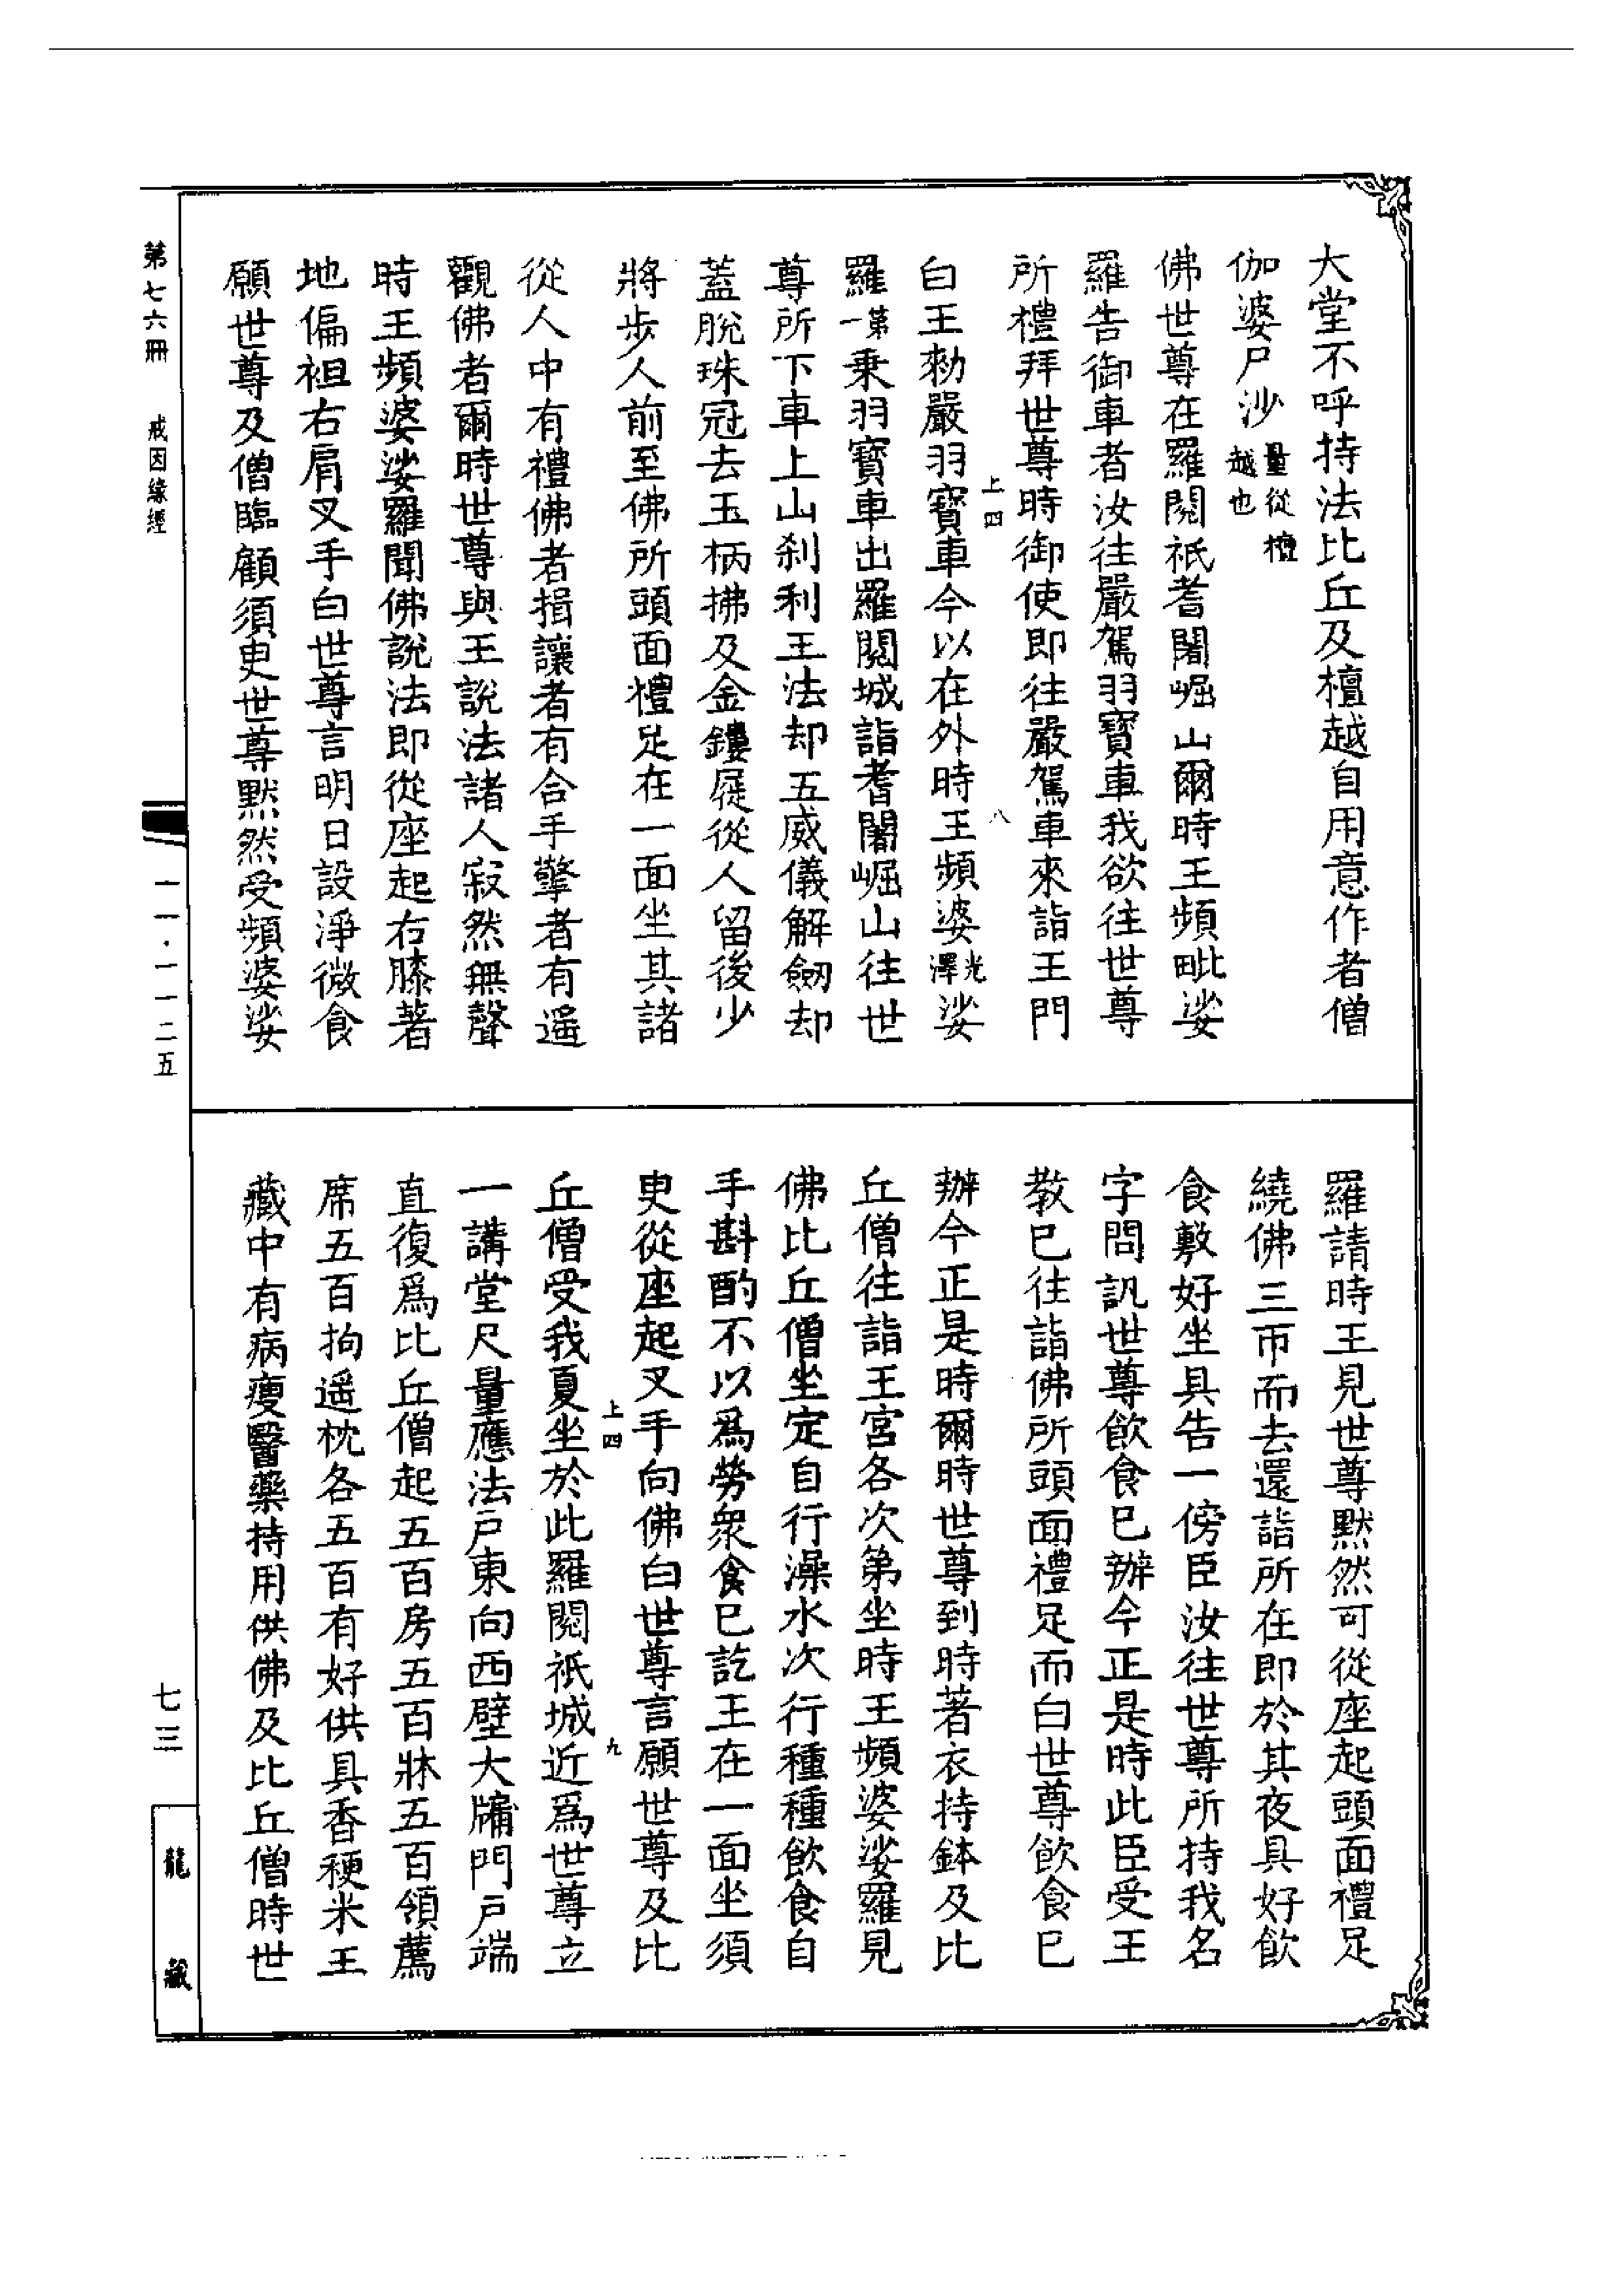 大堂不呼持法比丘及檀越自用意作者僧
伽婆尸沙量從檀越也
佛世尊在羅閱祇耆闍崛山爾時王頻毗娑
羅告御車者汝往嚴駕羽寶車我欲往世尊
所禮拜世尊時御使即往嚴駕車來詣王門
上四
八
白王勑嚴羽寶車今以在外時王頻婆光澤娑
羅第一乘羽寶車出羅閱城詣耆闍崛山往世
尊所下車上山刹利王法却五威儀解劒却
蓋脫珠冠去玉柄拂及金鏤屣從人留後少
將步人前至佛所頭面禮足在一面坐其諸
從人中有禮佛者揖讓者有合手擎者有遥
觀佛者爾時世尊與王説法諸人寂然無聲
時王頻婆娑羅聞佛説法即從座起右膝著
地偏袒右肩叉手白世尊言明日設淨微食
願世尊及僧臨顧須臾世尊默然受頻婆娑
羅請時王見世尊默然可從座起頭面禮足
繞佛三帀而去還詣所在即於其夜具好飲
食敷好坐具告一傍臣汝往世尊所持我名
字問訊世尊飲食已辦今正是時此臣受王
教已往詣佛所頭面禮足而白世尊飲食已
辦今正是時爾時世尊到時著衣持鉢及比
丘僧往詣王宮各次第坐時王頻婆娑羅見
佛比丘僧坐定自行澡水次行種種飲食自
手斟酌不以爲勞衆食已訖王在一面坐須
臾從座起叉手向佛白世尊言願世尊及比
上四
九
丘僧受我夏坐於此羅閱祇城近爲世尊立
一講堂尺量應法戶東向西壁大牖門戶端
直復爲比丘僧起五百房五百牀五百領薦
席五百拘遥枕各五百有好供具香稉米王
藏中有病瘦醫藥持用供佛及比丘僧時世
第七六冊　戒因緣經
一一·一一二五
七三
龍藏